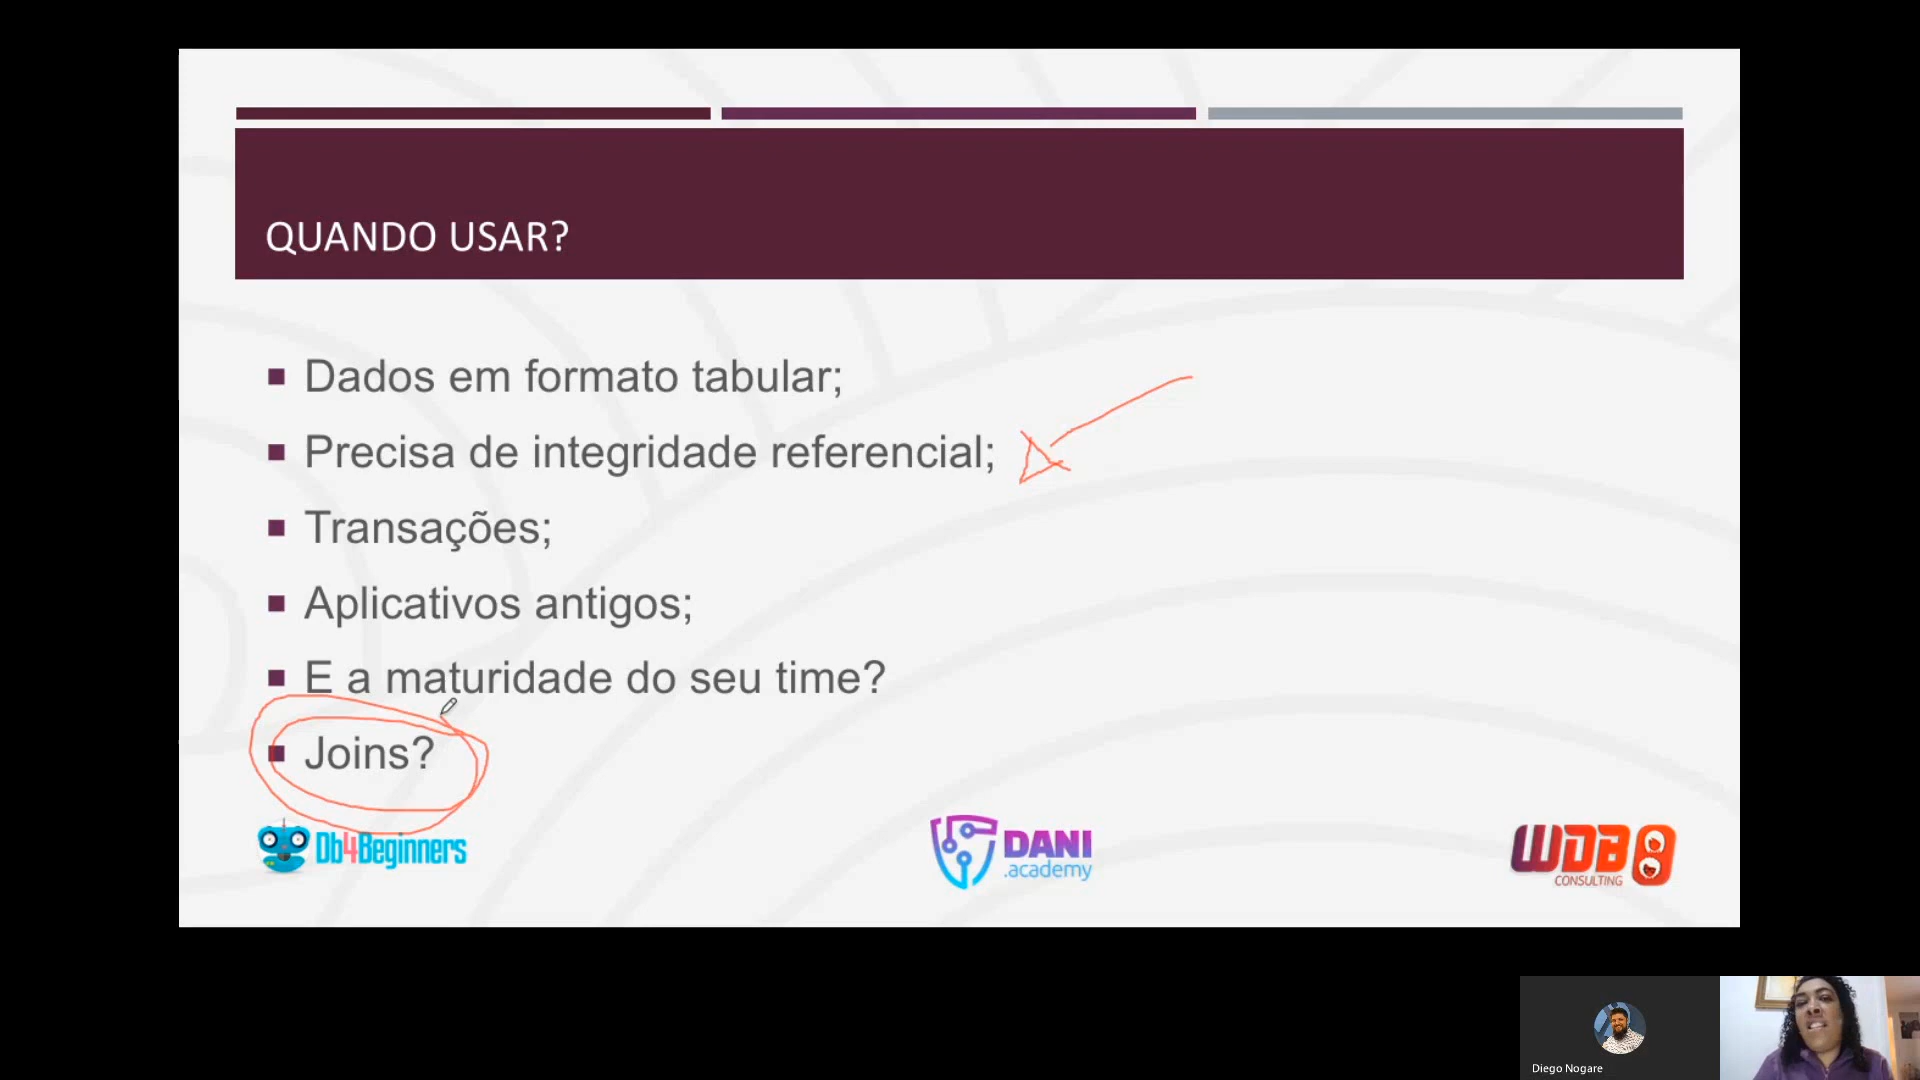 QUANDO USAR?
Dados em formato tabular;
Precisa de integridade referencial;
Transações;
Aplicativos antigos;
E a maturidade do seu time?
Joins?
Db4Beginners
DANI
.academy
WDB
CONSULTING
Diego Nogare